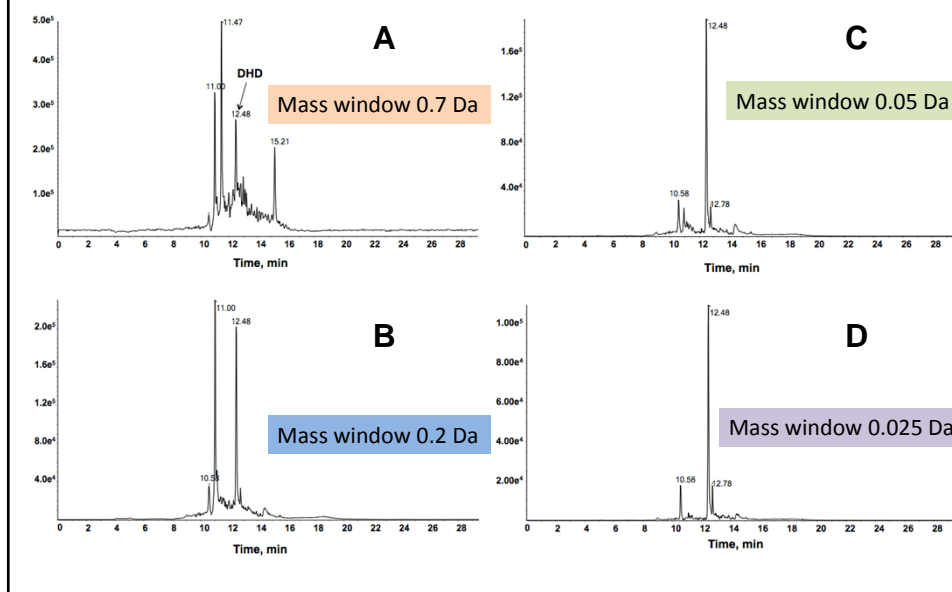 A
5.0e⁵
11.47
11.00
DHD
12.48
3.0e⁵
15.21
2.0e⁵
1.0e⁵
Mass window 0.7 Da
0 2 4 6 8 10 12 14 16 18 20 22 24 26 28
Time, min
C
12.48
1.6e⁵
1.2e⁵
8.0e⁴
4.0e⁴
10.58
12.78
Mass window 0.05 Da
0 2 4 6 8 10 12 14 16 18 20 22 24 26 28
Time, min
B
11.00
12.48
2.0e⁵
1.6e⁵
1.2e⁵
8.0e⁴
4.0e⁴
10.58
Mass window 0.2 Da
0 2 4 6 8 10 12 14 16 18 20 22 24 26 28
Time, min
D
12.48
1.00e⁵
8.00e⁴
6.00e⁴
4.00e⁴
2.00e⁴
10.58
12.78
Mass window 0.025 Da
0 2 4 6 8 10 12 14 16 18 20 22 24 26 28
Time, min